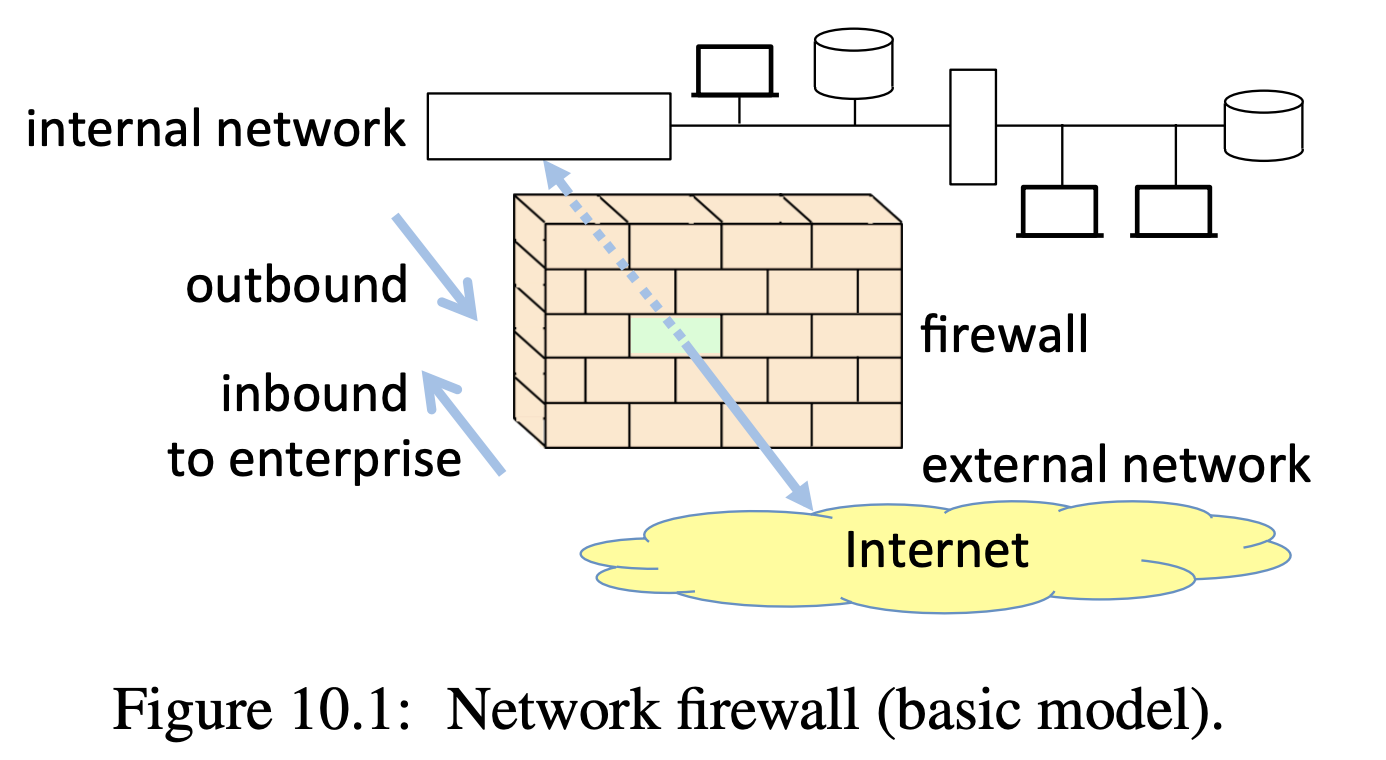 internal network
outbound
firewall
inbound
to enterprise
external network
Internet
Figure 10.1: Network firewall (basic model).